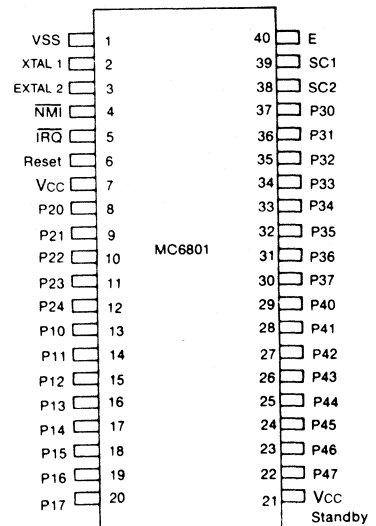 VSS 1 40 E
XTAL 1 2 39 SC1
EXTAL 2 3 38 SC2
NMI 4 37 P30
IRQ 5 36 P31
Reset 6 35 P32
VCC 7 34 P33
P20 8 33 P34
P21 9 32 P35
P22 10 MC6801 31 P36
P23 11 30 P37
P24 12 29 P40
P10 13 28 P41
P11 14 27 P42
P12 15 26 P43
P13 16 25 P44
P14 17 24 P45
P15 18 23 P46
P16 19 22 P47
P17 20 21 VCC
Standby